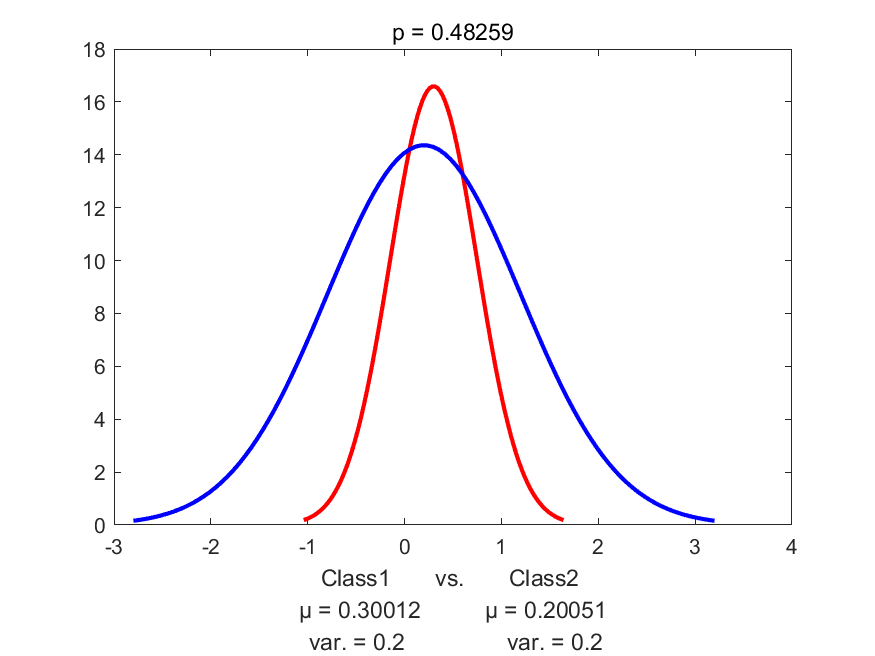 p = 0.48259
18
16
14
12
10
8
6
4
2
0
-3 -2 -1 0 1 2 3 4
Class1 vs. Class2
μ = 0.30012 μ = 0.20051
var. = 0.2 var. = 0.2